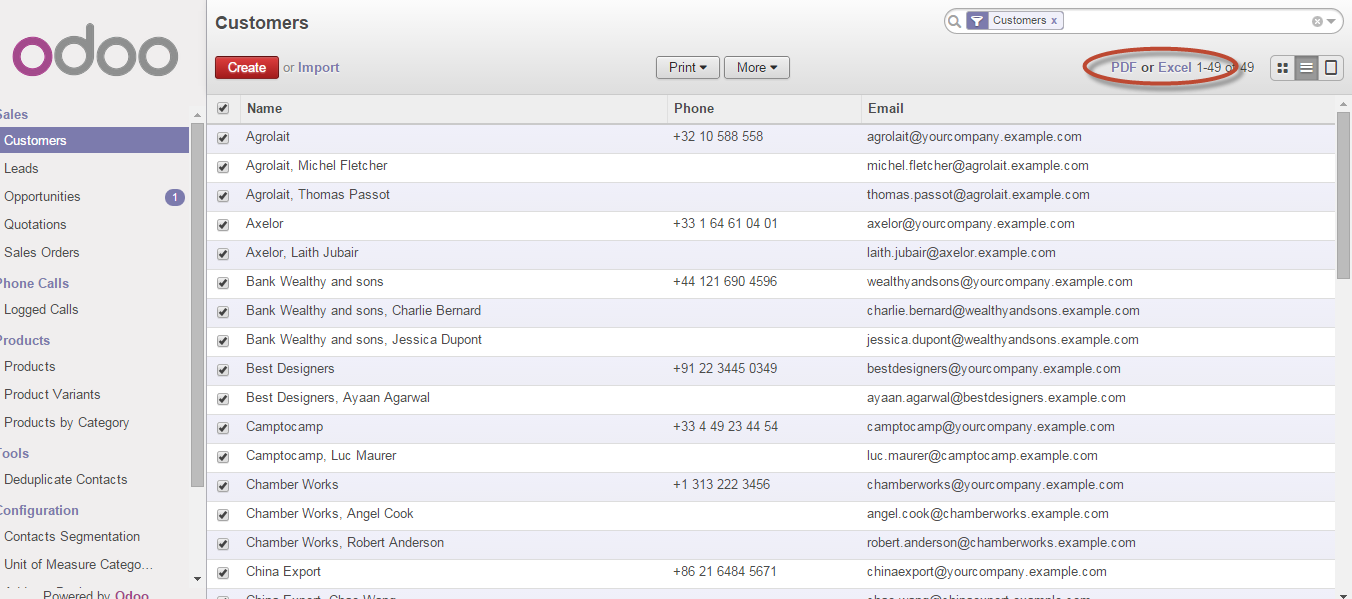 odoo
Sales
Customers
Leads
Opportunities 1
Quotations
Sales Orders
Phone Calls
Logged Calls
Products
Products
Product Variants
Products by Category
Tools
Deduplicate Contacts
Configuration
Contacts Segmentation
Unit of Measure Catego...
Powered by Odoo
Customers
Customers x
Create or Import Print More PDF or Excel 1-49 of 49
Name Phone Email
Agrolait +32 10 588 558 agrolait@yourcompany.example.com
Agrolait, Michel Fletcher michel.fletcher@agrolait.example.com
Agrolait, Thomas Passot thomas.passot@agrolait.example.com
Axelor +33 1 64 61 04 01 axelor@yourcompany.example.com
Axelor, Laith Jubair laith.jubair@axelor.example.com
Bank Wealthy and sons +44 121 690 4596 wealthyandsons@yourcompany.example.com
Bank Wealthy and sons, Charlie Bernard charlie.bernard@wealthyandsons.example.com
Bank Wealthy and sons, Jessica Dupont jessica.dupont@wealthyandsons.example.com
Best Designers +91 22 3445 0349 bestdesigners@yourcompany.example.com
Best Designers, Ayaan Agarwal ayaan.agarwal@bestdesigners.example.com
Camptocamp +33 4 49 23 44 54 camptocamp@yourcompany.example.com
Camptocamp, Luc Maurer luc.maurer@camptocamp.example.com
Chamber Works +1 313 222 3456 chamberworks@yourcompany.example.com
Chamber Works, Angel Cook angel.cook@chamberworks.example.com
Chamber Works, Robert Anderson robert.anderson@chamberworks.example.com
China Export +86 21 6484 5671 chinaexport@yourcompany.example.com